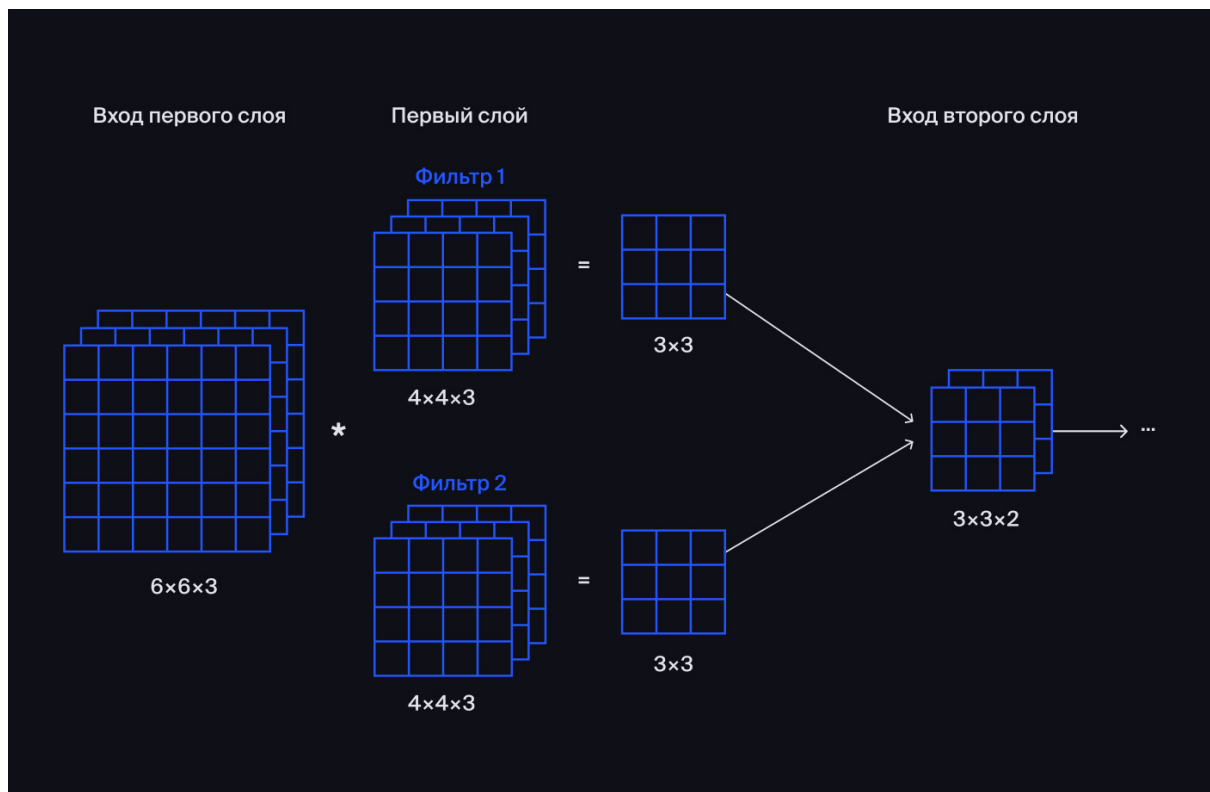 Вход первого слоя
Первый слой
Вход второго слоя
Фильтр 1
=
3×3
4×4×3
*
6×6×3
Фильтр 2
=
3×3
4×4×3
3×3×2
...